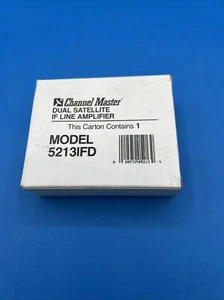 Channel Master
DUAL SATELLITE
IF LINE AMPLIFIER
This Carton Contains 1
MODEL
5213IFD